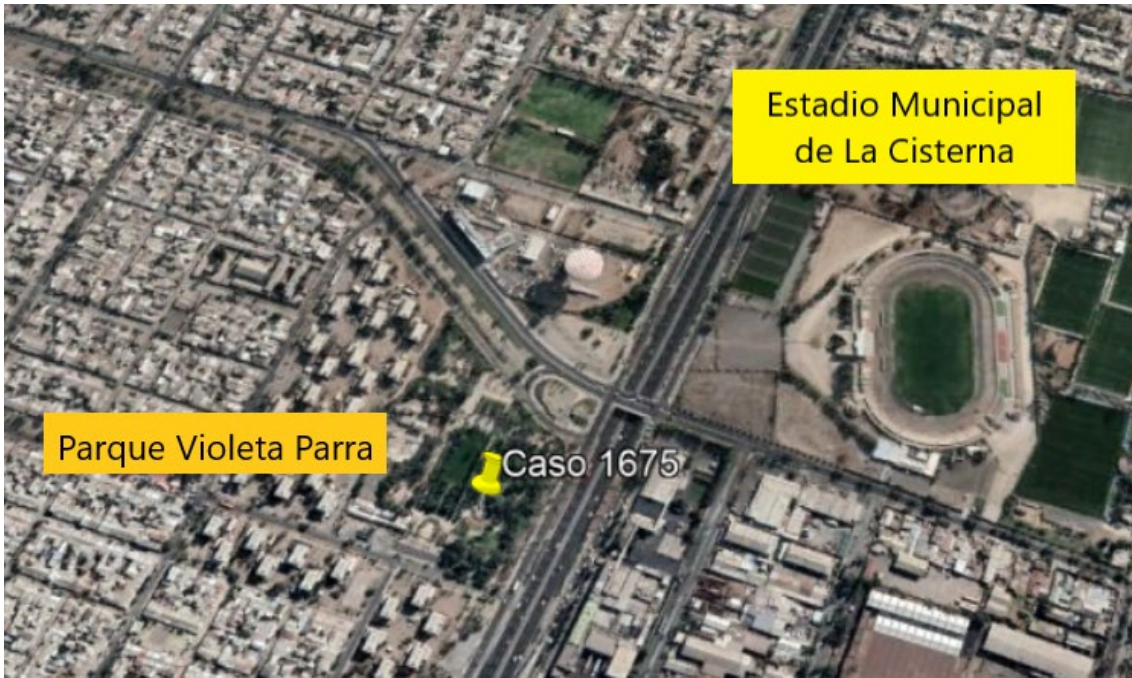 Estadio Municipal
de La Cisterna
Parque Violeta Parra
Caso 1675